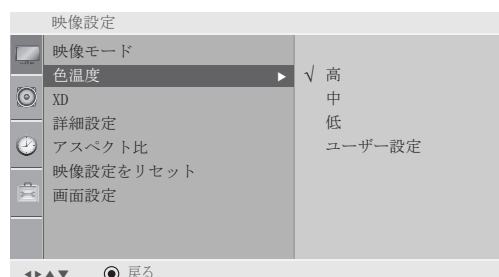 映像設定
映像モード
色温度 ▶ √ 高
XD 中
詳細設定 低
アスペクト比 ユーザー設定
映像設定をリセット
画面設定
◀▶▲▼ ◉ 戻る